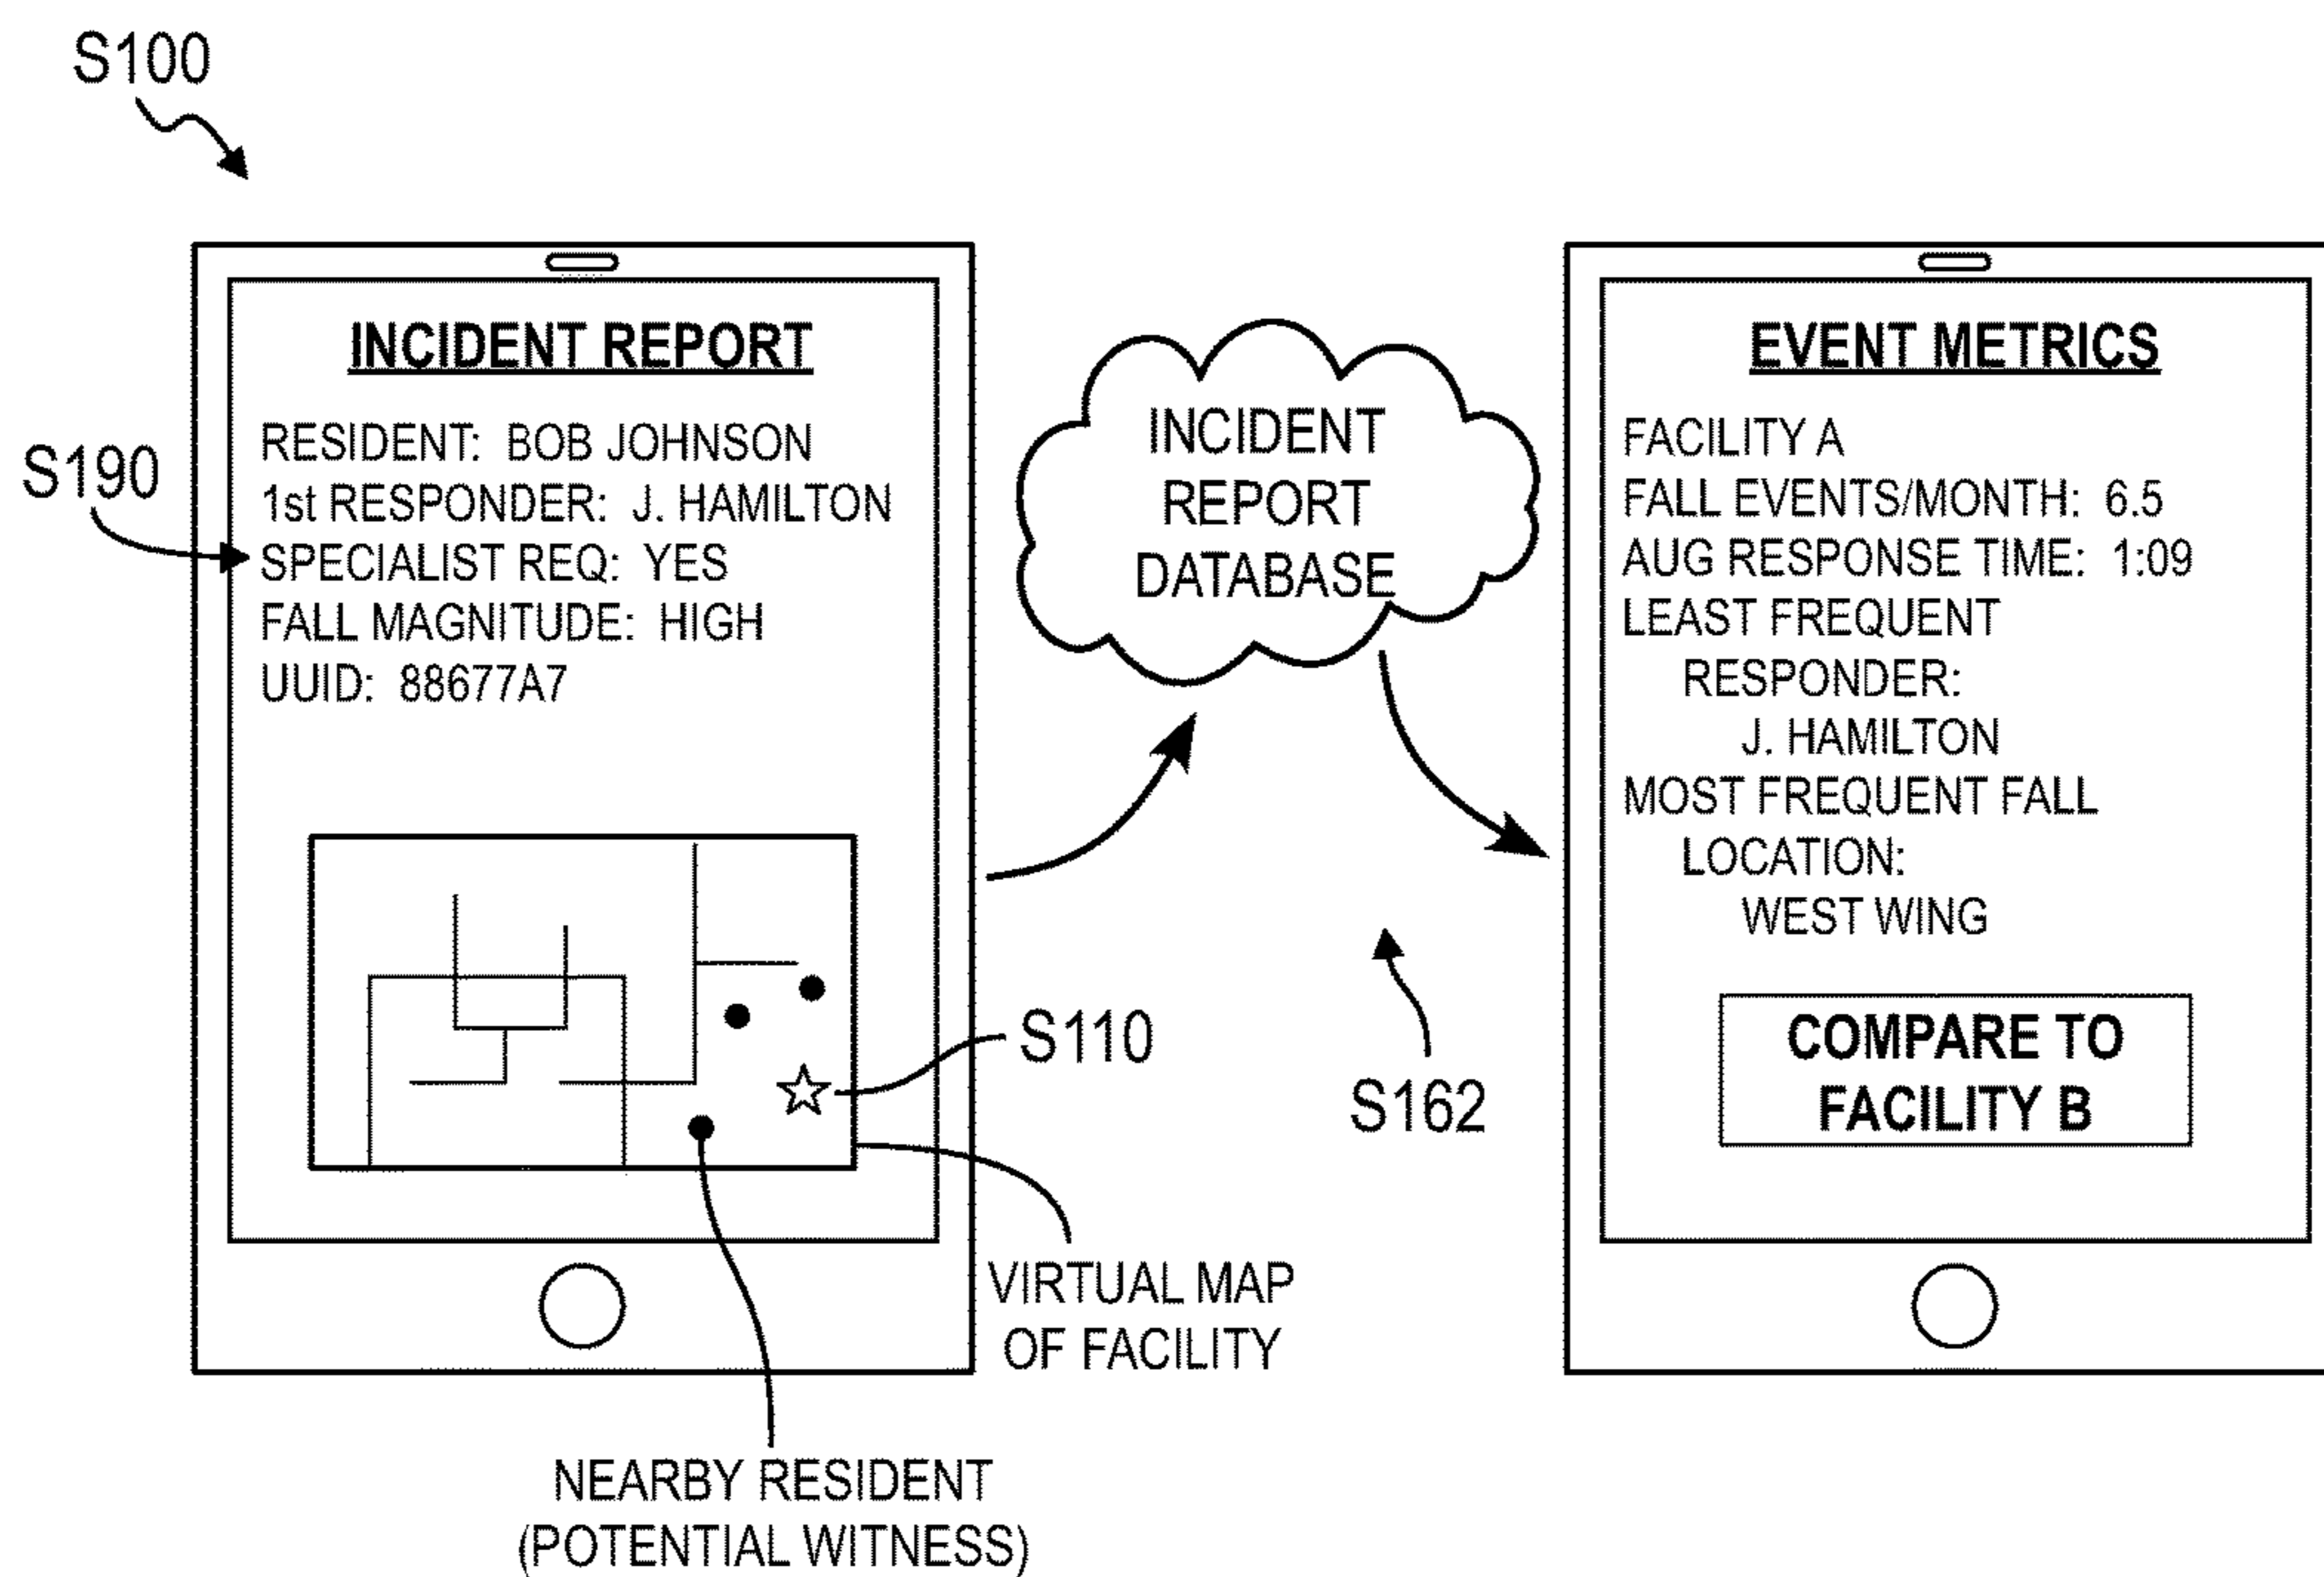 S100
INCIDENT REPORT
RESIDENT: BOB JOHNSON
1st RESPONDER: J. HAMILTON
SPECIALIST REQ: YES
FALL MAGNITUDE: HIGH
UUID: 88677A7
S190
INCIDENT
REPORT
DATABASE
EVENT METRICS
FACILITY A
FALL EVENTS/MONTH: 6.5
AUG RESPONSE TIME: 1:09
LEAST FREQUENT
RESPONDER:
J. HAMILTON
MOST FREQUENT FALL
LOCATION:
WEST WING
COMPARE TO
FACILITY B
S110
S162
VIRTUAL MAP
OF FACILITY
NEARBY RESIDENT
(POTENTIAL WITNESS)